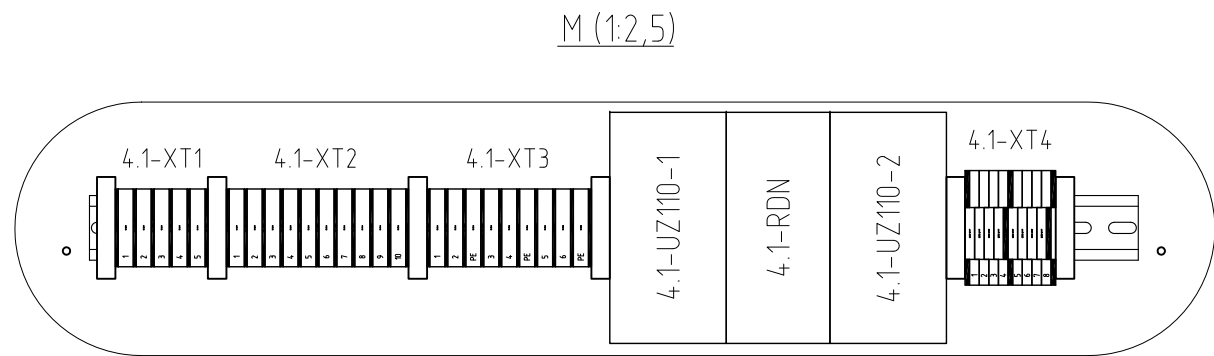 M (1:2,5)
4.1-XT1
4.1-XT2
4.1-XT3
4.1-UZ110-1
4.1-RDN
4.1-UZ110-2
4.1-XT4
1 2 3 4 5
1 2 3 4 5 6 7 8 9 10
1 2 PE 3 4 PE 5 6 PE
1 2 3 4 5 6 7 8